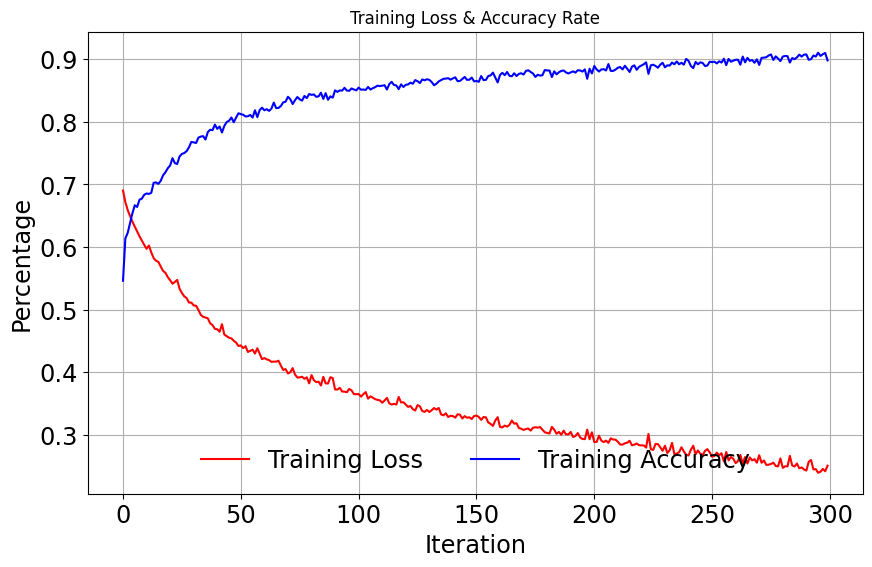 Training Loss & Accuracy Rate
0.9
0.8
0.7
0.6
0.5
0.4
0.3
Percentage
Training Loss Training Accuracy
0 50 100 150 200 250 300
Iteration